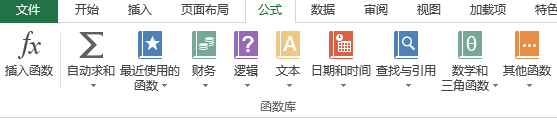 文件 开始 插入 页面布局 公式 数据 审阅 视图 加载项 特色
fx Σ A θ
插入函数 自动求和 最近使用的 财务 逻辑 文本 日期和时间 查找与引用 数学和 其他函数
函数 三角函数
函数库